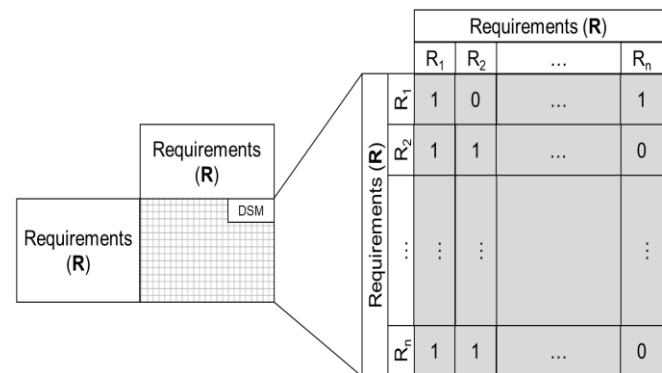 Requirements (R)
R1 R2 … Rn
Requirements (R)
R1 1 0 … 1
R2 1 1 … 0
… ⋮ ⋮ … ⋮
Rn 1 1 … 0
Requirements
(R)
DSM
Requirements
(R)